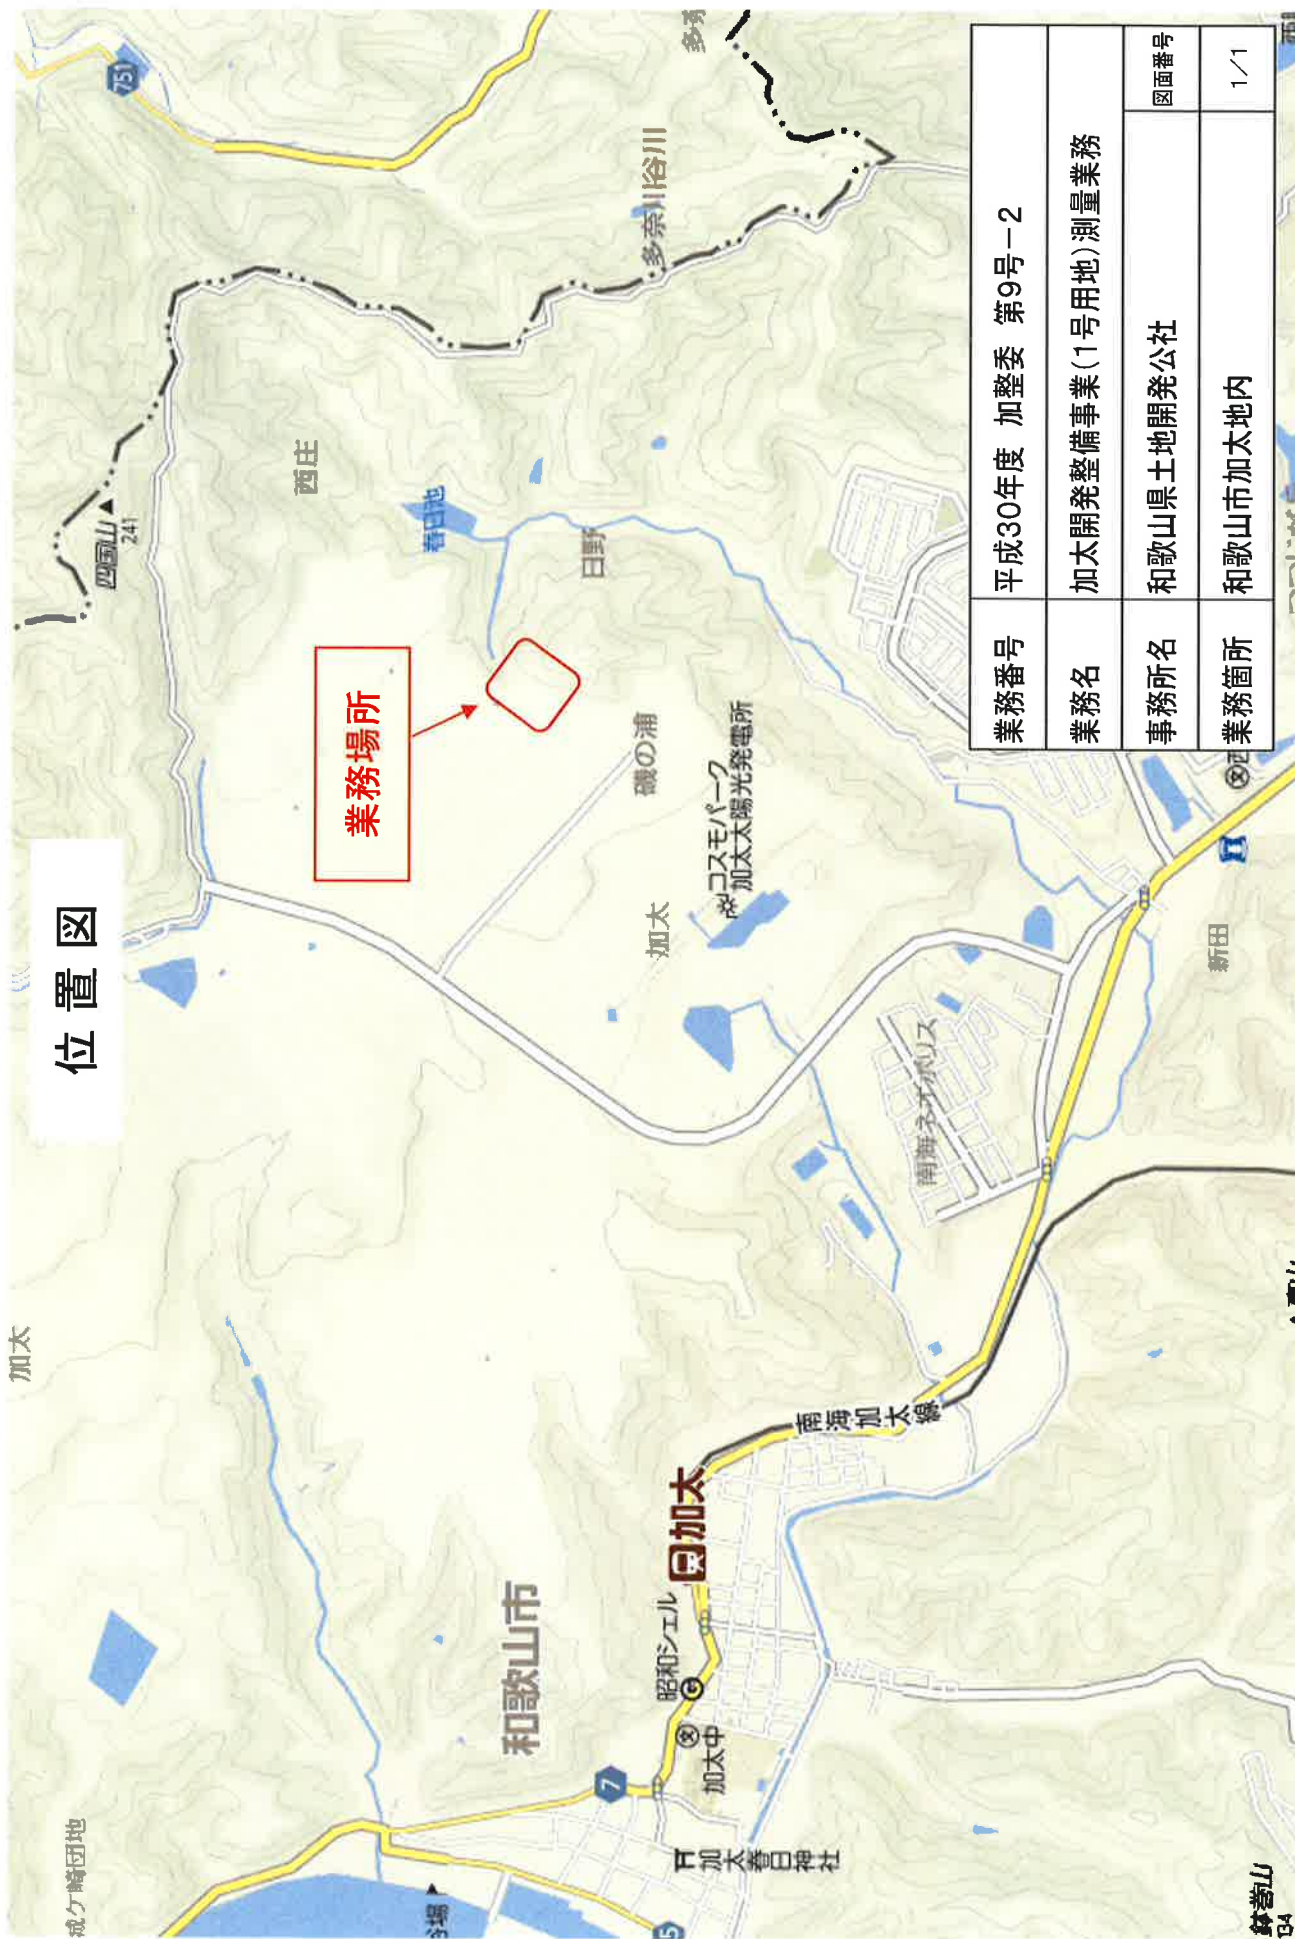 位置図
業務場所
加太
四国山
241
751
西庄
春日池
日野
多奈川谷川
磯の浦
加太
コスモパーク
加太太陽光発電所
南海ネオポリス
新田
和歌山市
加太
南海加太線
昭和シェル
加太中
7
加太春日神社
城ケ崎団地
134
業務番号 平成30年度 加整委 第9号-2
業務名 加太開発整備事業(1号用地)測量業務
事務所名 和歌山県土地開発公社 図面番号
業務箇所 和歌山市加太地内 1/1